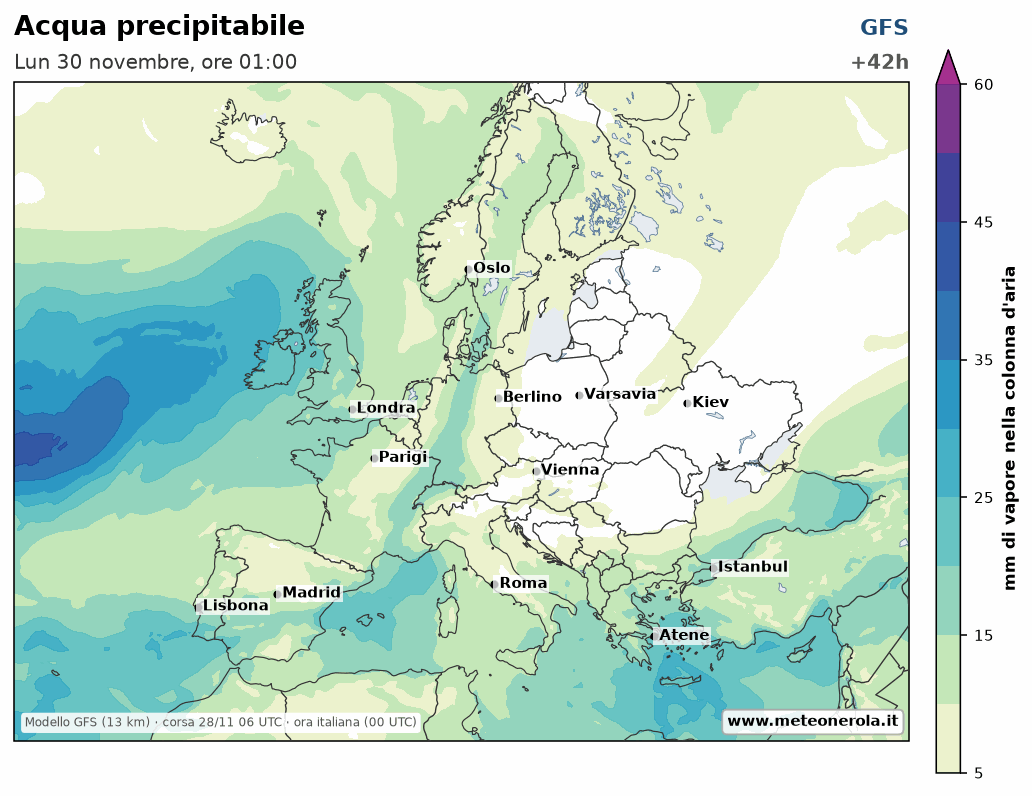 Acqua precipitabile
GFS
Lun 30 novembre, ore 01:00
+42h
60
45
35
25
15
5
mm di vapore nella colonna d'aria
Oslo
Berlino
Varsavia
Kiev
Londra
Parigi
Vienna
Istanbul
Roma
Madrid
Lisbona
Atene
Modello GFS (13 km) · corsa 28/11 06 UTC · ora italiana (00 UTC)
www.meteonerola.it